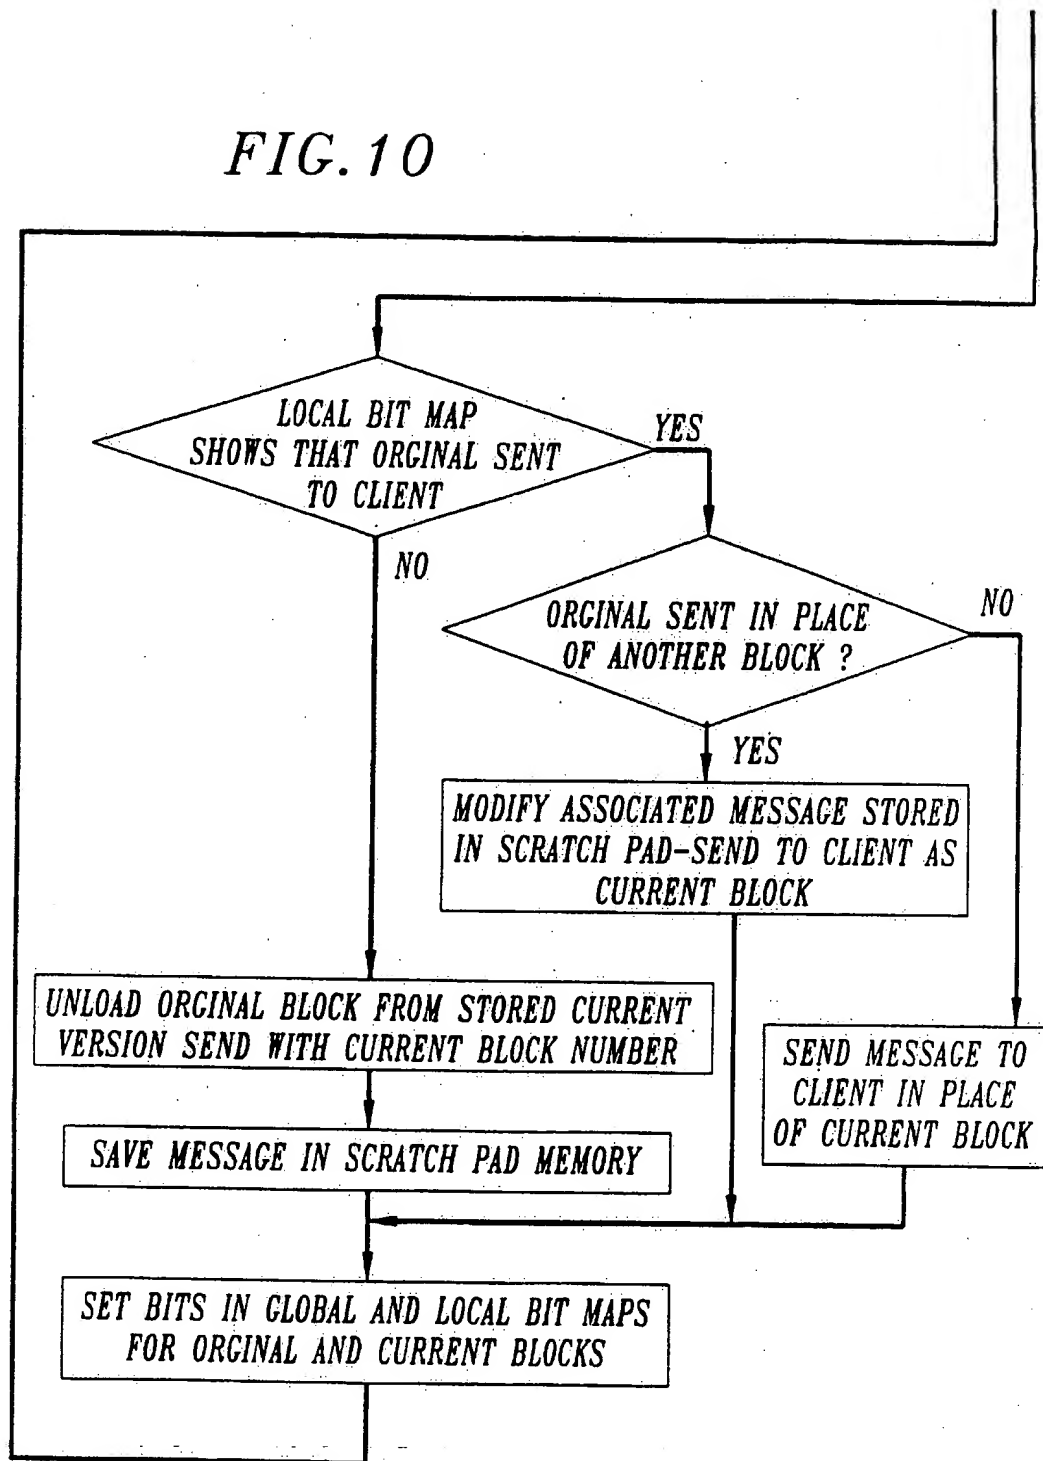 FIG. 10
LOCAL BIT MAP
SHOWS THAT ORGINAL SENT
TO CLIENT
YES
NO
ORGINAL SENT IN PLACE
OF ANOTHER BLOCK ?
NO
YES
MODIFY ASSOCIATED MESSAGE STORED
IN SCRATCH PAD-SEND TO CLIENT AS
CURRENT BLOCK
UNLOAD ORGINAL BLOCK FROM STORED CURRENT
VERSION SEND WITH CURRENT BLOCK NUMBER
SEND MESSAGE TO
CLIENT IN PLACE
OF CURRENT BLOCK
SAVE MESSAGE IN SCRATCH PAD MEMORY
SET BITS IN GLOBAL AND LOCAL BIT MAPS
FOR ORGINAL AND CURRENT BLOCKS